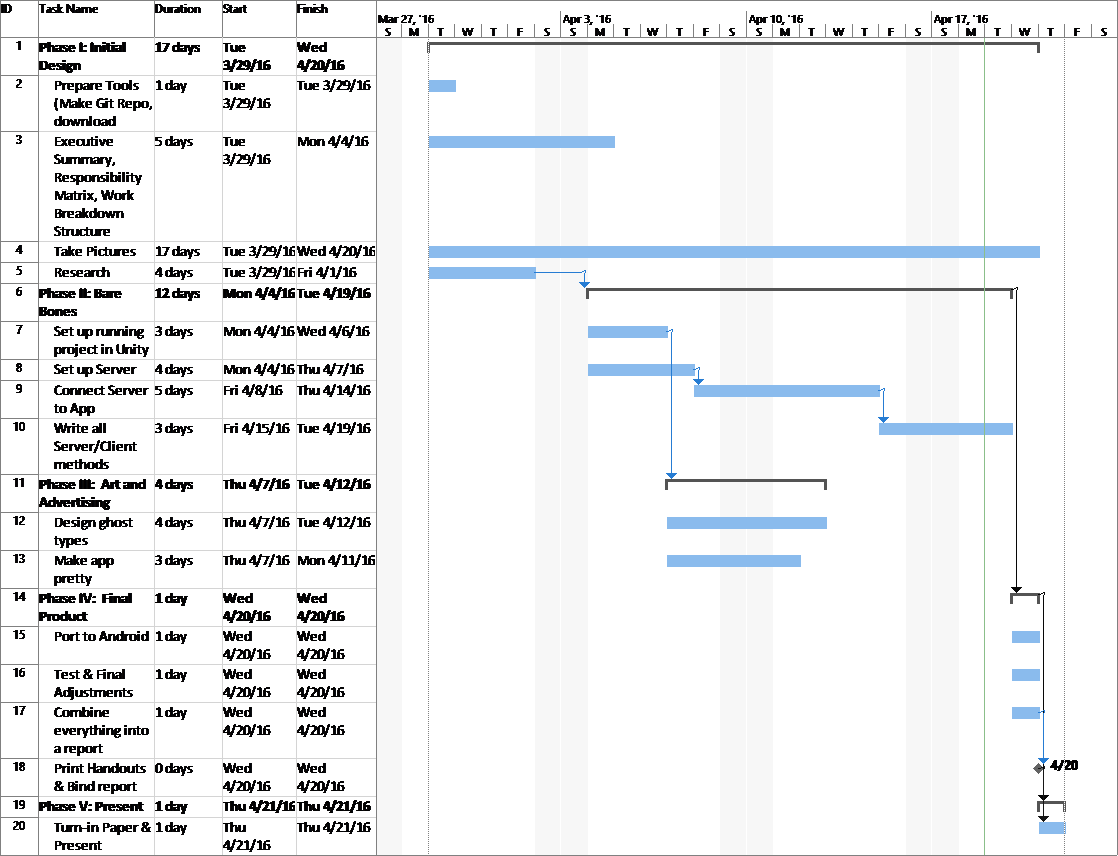 ID Task Name Duration Start Finish
Mar 27, '16 Apr 3, '16 Apr 10, '16 Apr 17, '16
S M T W T F S S M T W T F S S M T W T F S S M T W T F S
1 Phase I: Initial 17 days Tue Wed
Design 3/29/16 4/20/16
2 Prepare Tools 1 day Tue Tue 3/29/16
(Make Git Repo, 3/29/16
download
3 Executive 5 days Tue Mon 4/4/16
Summary, 3/29/16
Responsibility
Matrix, Work
Breakdown
Structure
4 Take Pictures 17 days Tue 3/29/16 Wed 4/20/16
5 Research 4 days Tue 3/29/16 Fri 4/1/16
6 Phase II: Bare 12 days Mon 4/4/16 Tue 4/19/16
Bones
7 Set up running 3 days Mon 4/4/16 Wed 4/6/16
project in Unity
8 Set up Server 4 days Mon 4/4/16 Thu 4/7/16
9 Connect Server 5 days Fri 4/8/16 Thu 4/14/16
to App
10 Write all 3 days Fri 4/15/16 Tue 4/19/16
Server/Client
methods
11 Phase III: Art and 4 days Thu 4/7/16 Tue 4/12/16
Advertising
12 Design ghost 4 days Thu 4/7/16 Tue 4/12/16
types
13 Make app 3 days Thu 4/7/16 Mon 4/11/16
pretty
14 Phase IV: Final 1 day Wed Wed
Product 4/20/16 4/20/16
15 Port to Android 1 day Wed Wed
4/20/16 4/20/16
16 Test & Final 1 day Wed Wed
Adjustments 4/20/16 4/20/16
17 Combine 1 day Wed Wed
everything into 4/20/16 4/20/16
a report
18 Print Handouts 0 days Wed Wed 4/20
& Bind report 4/20/16 4/20/16
19 Phase V: Present 1 day Thu 4/21/16 Thu 4/21/16
20 Turn-in Paper & 1 day Thu Thu 4/21/16
Present 4/21/16